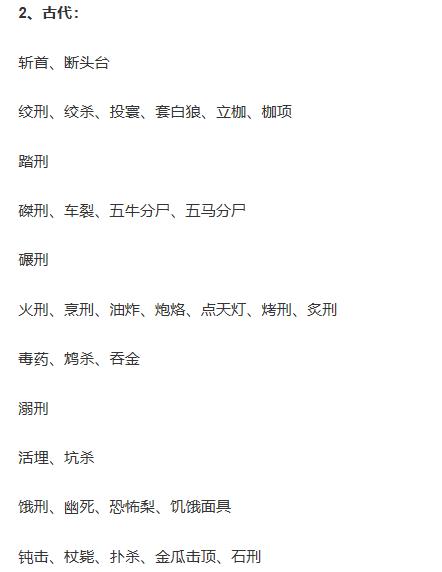 2、古代：
斩首、断头台
绞刑、绞杀、投寰、套白狼、立枷、枷项
踏刑
磔刑、车裂、五牛分尸、五马分尸
碾刑
火刑、烹刑、油炸、炮烙、点天灯、烤刑、炙刑
毒药、鸩杀、吞金
溺刑
活埋、坑杀
饿刑、幽死、恐怖梨、饥饿面具
钝击、杖毙、扑杀、金瓜击顶、石刑